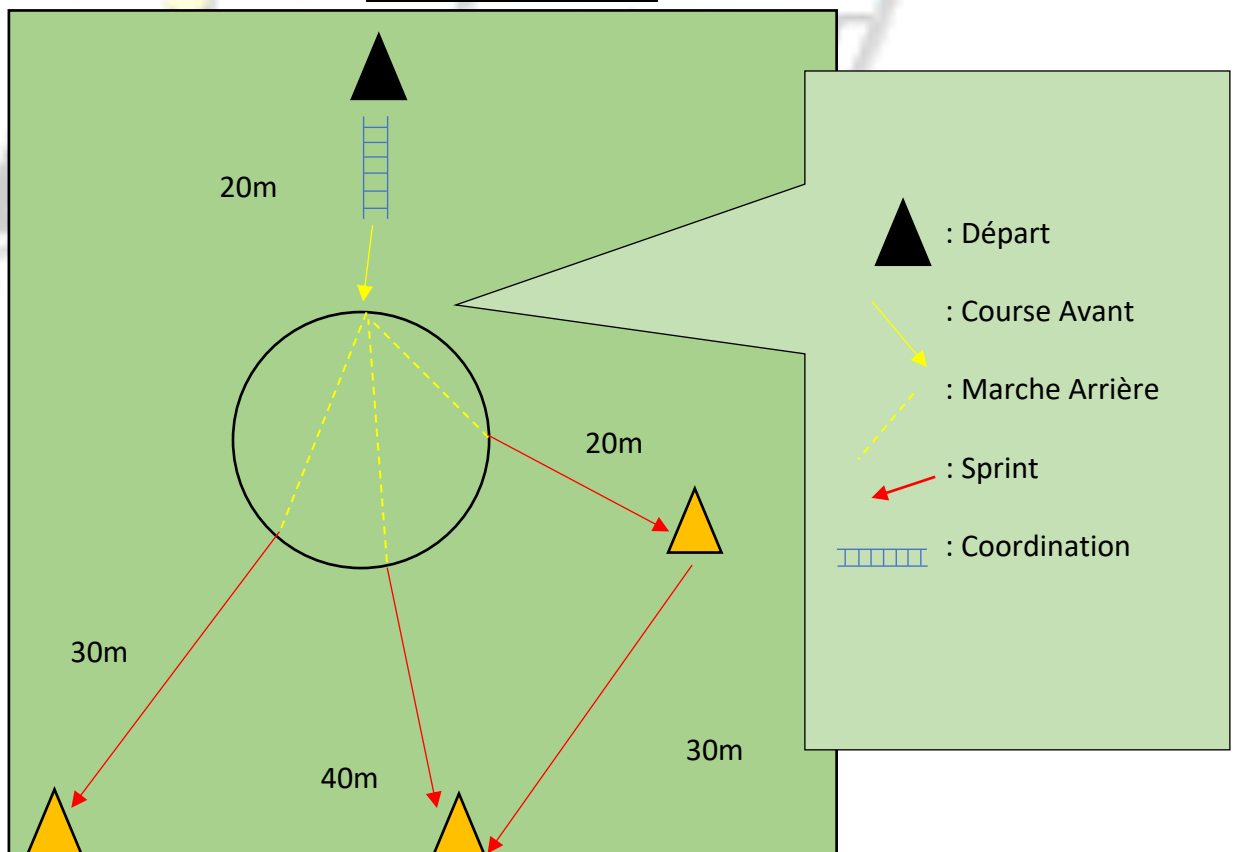 20m
: Départ
: Course Avant
: Marche Arrière
20m
: Sprint
: Coordination
30m
30m
40m